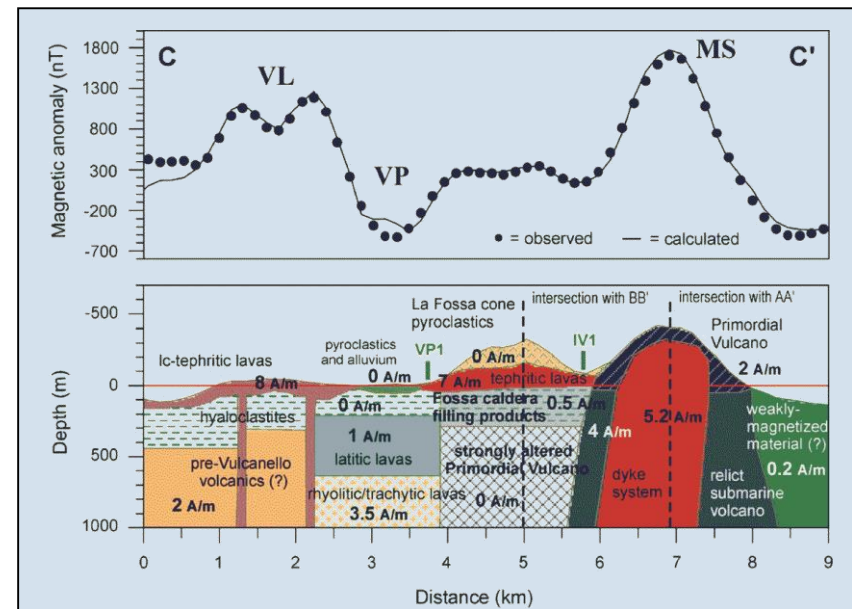 C
VL
VP
MS
C'
Magnetic anomaly (nT)
1800
1300
800
300
-200
-700
● = observed — = calculated
La Fossa cone
pyroclastics
intersection with BB'
intersection with AA'
lc-tephritic lavas
pyroclastics
and alluvium
VP1
IV1
Primordial
Vulcano
0 A/m
8 A/m
0 A/m
7 A/m
tephritic lavas
2 A/m
0 A/m
Fossa caldera
filling products
0.5 A/m
hyaloclastites
1 A/m
latitic lavas
4 A/m
5.2 A/m
weakly-
magnetized
material (?)
0.2 A/m
pre-Vulcanello
volcanics (?)
2 A/m
strongly altered
Primordial Vulcano
0 A/m
rhyolitic/trachytic lavas
3.5 A/m
dyke
system
relict
submarine
volcano
Depth (m)
-500
0
500
1000
0 1 2 3 4 5 6 7 8 9
Distance (km)